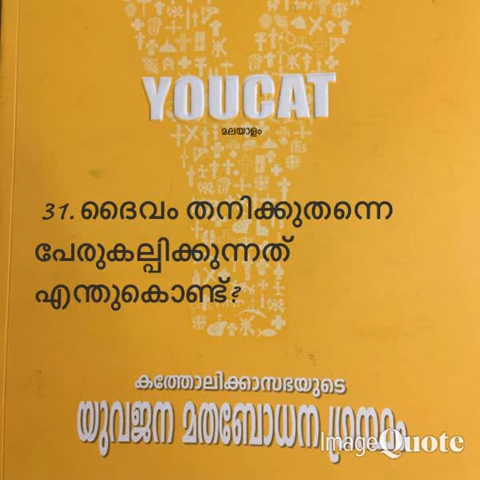 YOUCAT
മലയാളം
31. ദൈവം തനിക്കുതന്നെ
പേരുകല്പിക്കുന്നത്
എന്തുകൊണ്ട്?
കത്തോലിക്കാസഭയുടെ
യുവജന മതബോധന ഗ്രന്ഥം
ImageQuote